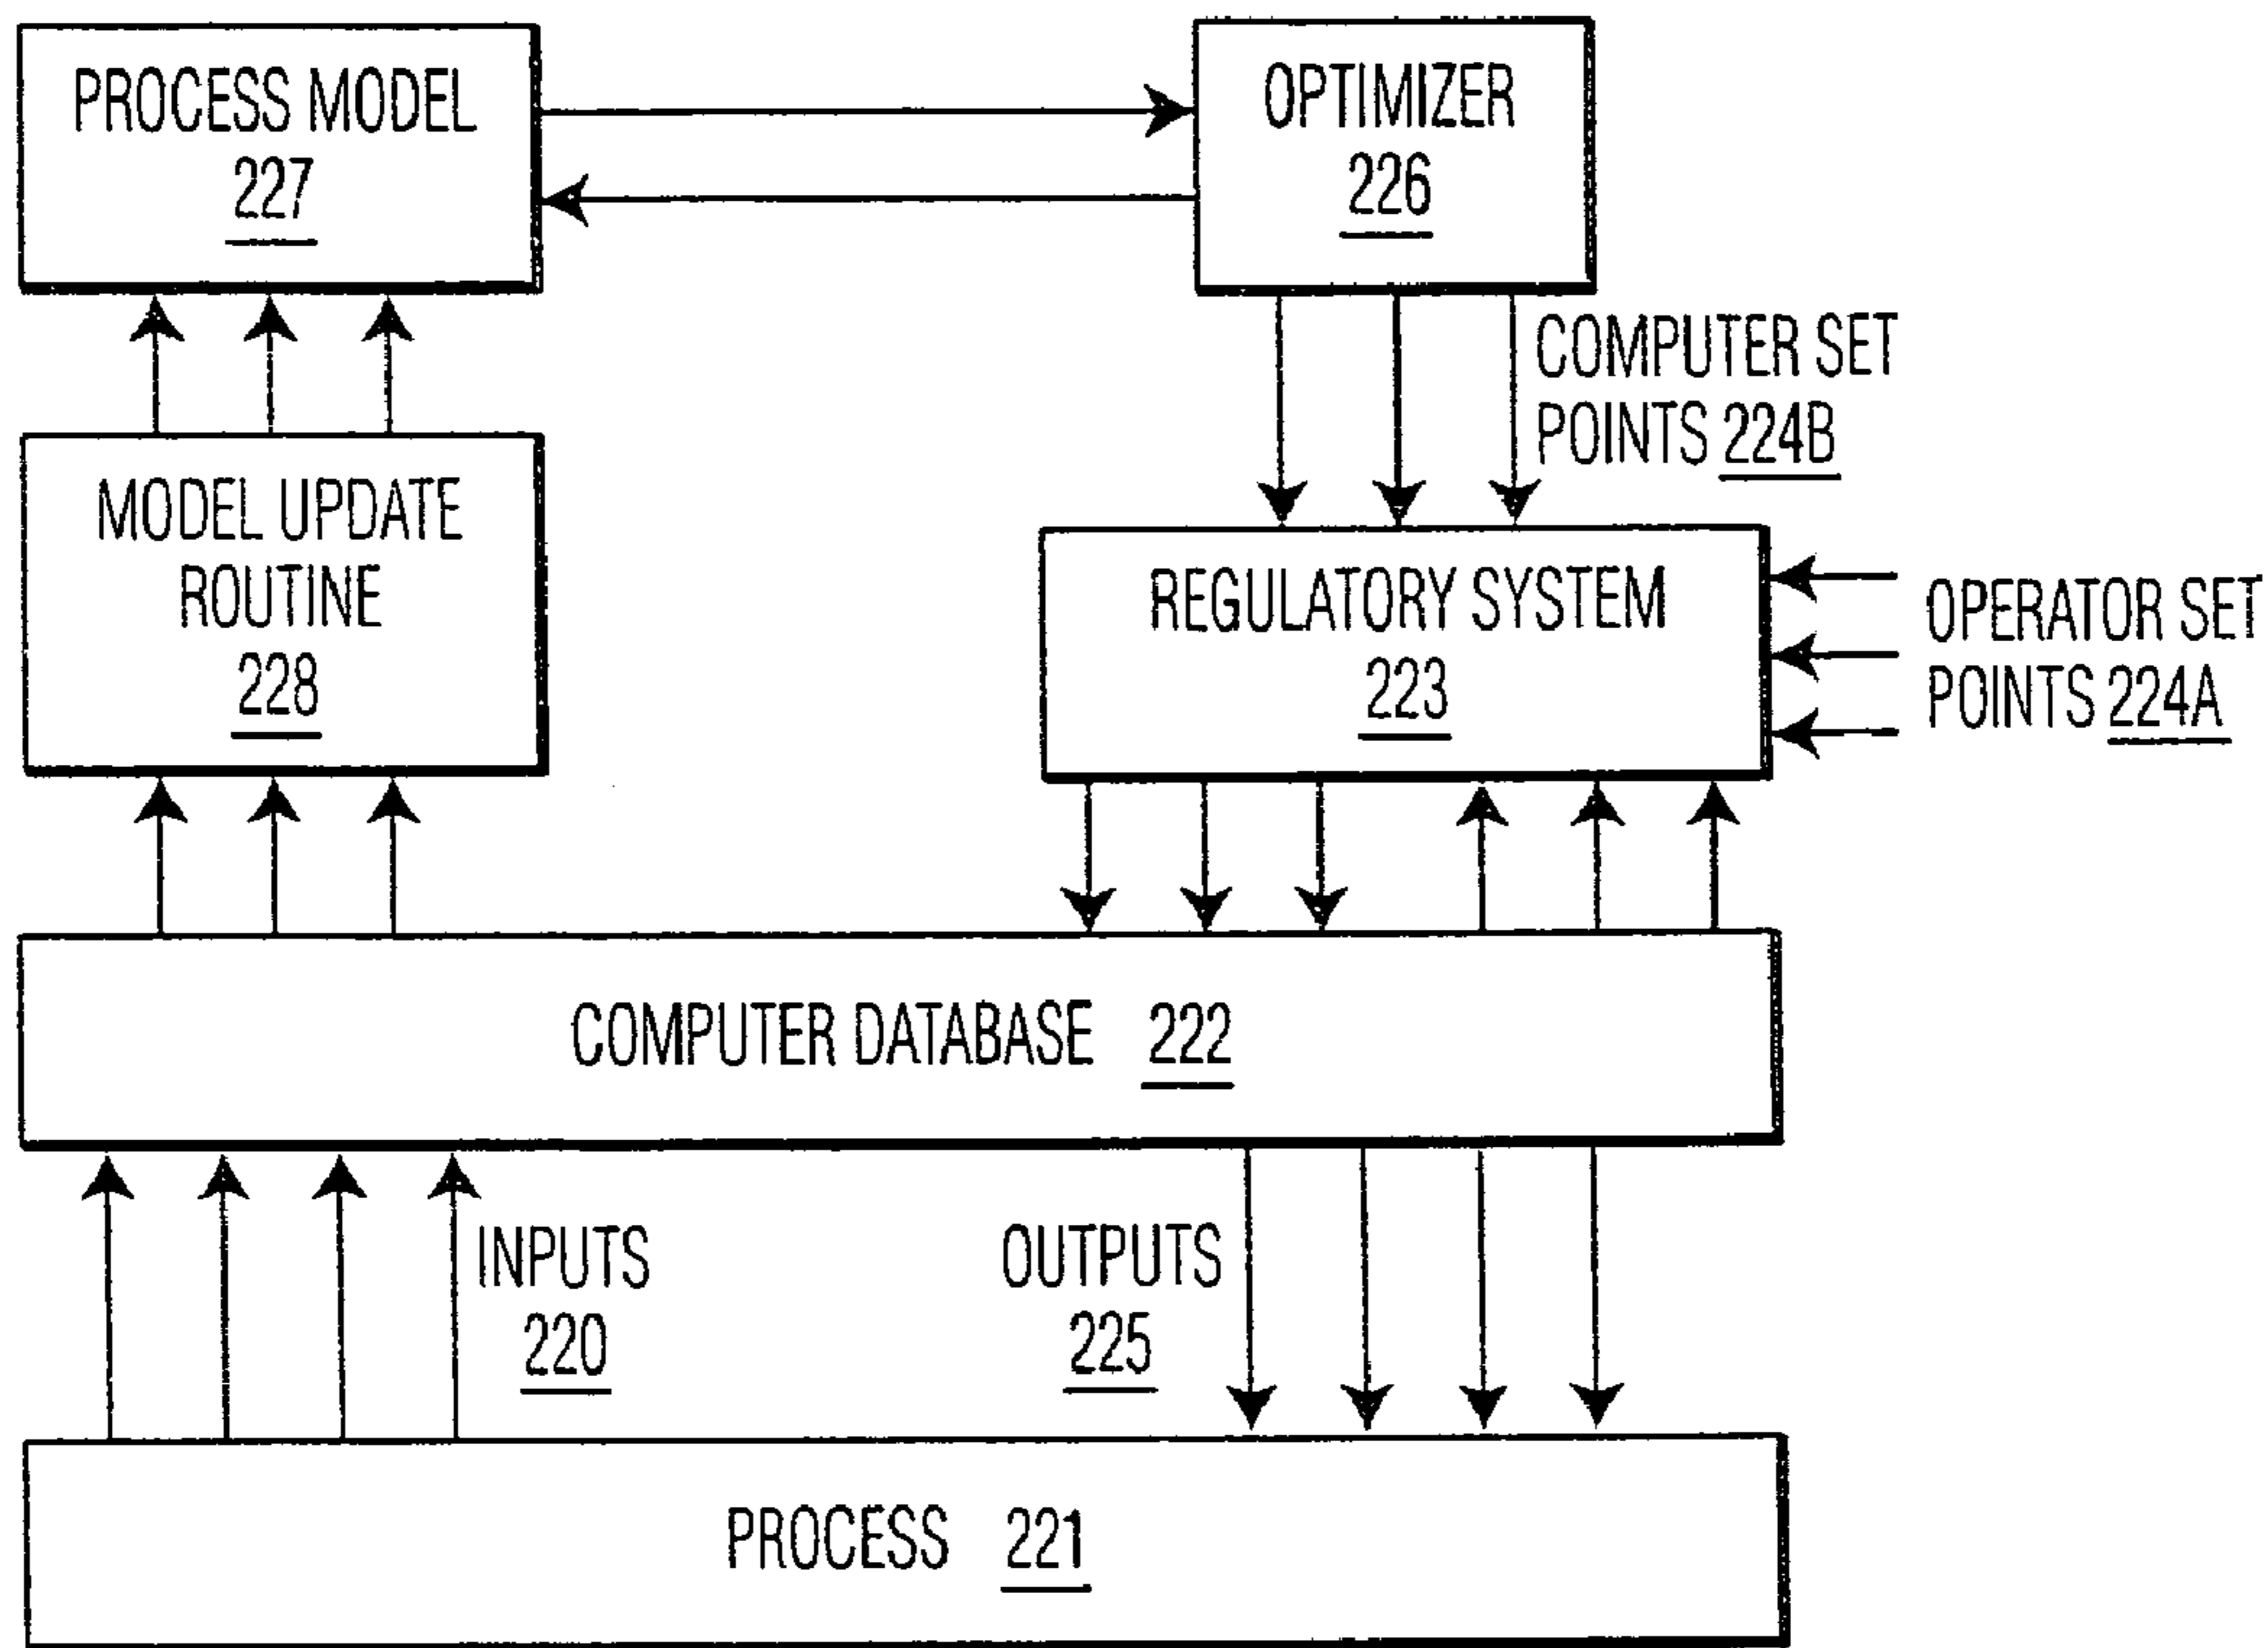 PROCESS MODEL
227
OPTIMIZER
226
COMPUTER SET
POINTS 224B
MODEL UPDATE
ROUTINE
228
REGULATORY SYSTEM
223
OPERATOR SET
POINTS 224A
COMPUTER DATABASE 222
INPUTS
220
OUTPUTS
225
PROCESS 221